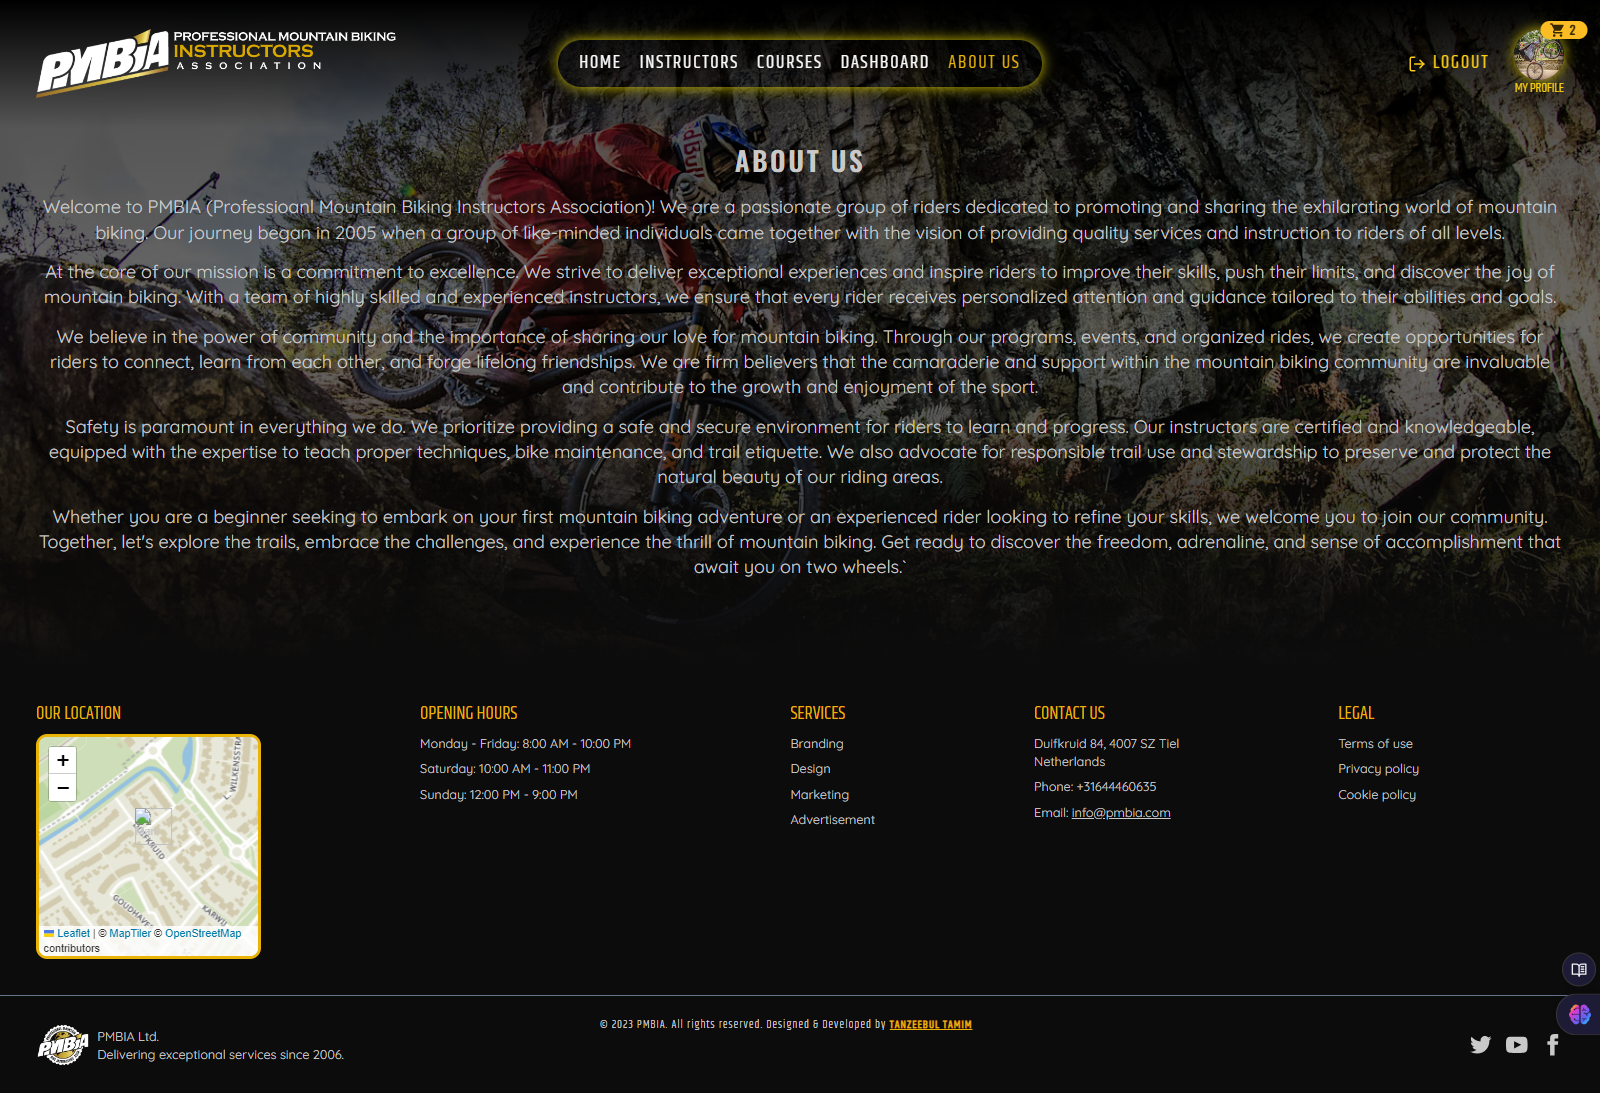 PMBIA
PROFESSIONAL MOUNTAIN BIKING
INSTRUCTORS
ASSOCIATION
HOME INSTRUCTORS COURSES DASHBOARD ABOUT US
LOGOUT
2
MY PROFILE
ABOUT US
Welcome to PMBIA (Professioanl Mountain Biking Instructors Association)! We are a passionate group of riders dedicated to promoting and sharing the exhilarating world of mountain
biking. Our journey began in 2005 when a group of like-minded individuals came together with the vision of providing quality services and instruction to riders of all levels.
At the core of our mission is a commitment to excellence. We strive to deliver exceptional experiences and inspire riders to improve their skills, push their limits, and discover the joy of
mountain biking. With a team of highly skilled and experienced instructors, we ensure that every rider receives personalized attention and guidance tailored to their abilities and goals.
We believe in the power of community and the importance of sharing our love for mountain biking. Through our programs, events, and organized rides, we create opportunities for
riders to connect, learn from each other, and forge lifelong friendships. We are firm believers that the camaraderie and support within the mountain biking community are invaluable
and contribute to the growth and enjoyment of the sport.
Safety is paramount in everything we do. We prioritize providing a safe and secure environment for riders to learn and progress. Our instructors are certified and knowledgeable,
equipped with the expertise to teach proper techniques, bike maintenance, and trail etiquette. We also advocate for responsible trail use and stewardship to preserve and protect the
natural beauty of our riding areas.
Whether you are a beginner seeking to embark on your first mountain biking adventure or an experienced rider looking to refine your skills, we welcome you to join our community.
Together, let's explore the trails, embrace the challenges, and experience the thrill of mountain biking. Get ready to discover the freedom, adrenaline, and sense of accomplishment that
await you on two wheels.`
OUR LOCATION
+
−
WILKENSSTRA
DUIFKRUID
GOUDHAVE
KARWIJ
Leaflet | © MapTiler © OpenStreetMap
contributors
OPENING HOURS
Monday - Friday: 8:00 AM - 10:00 PM
Saturday: 10:00 AM - 11:00 PM
Sunday: 12:00 PM - 9:00 PM
SERVICES
Branding
Design
Marketing
Advertisement
CONTACT US
Duifkruid 84, 4007 SZ Tiel
Netherlands
Phone: +31644460635
Email: info@pmbia.com
LEGAL
Terms of use
Privacy policy
Cookie policy
PMBIA
PMBIA Ltd.
Delivering exceptional services since 2006.
© 2023 PMBIA. All rights reserved. Designed & Developed by TANZEEBUL TAMIM